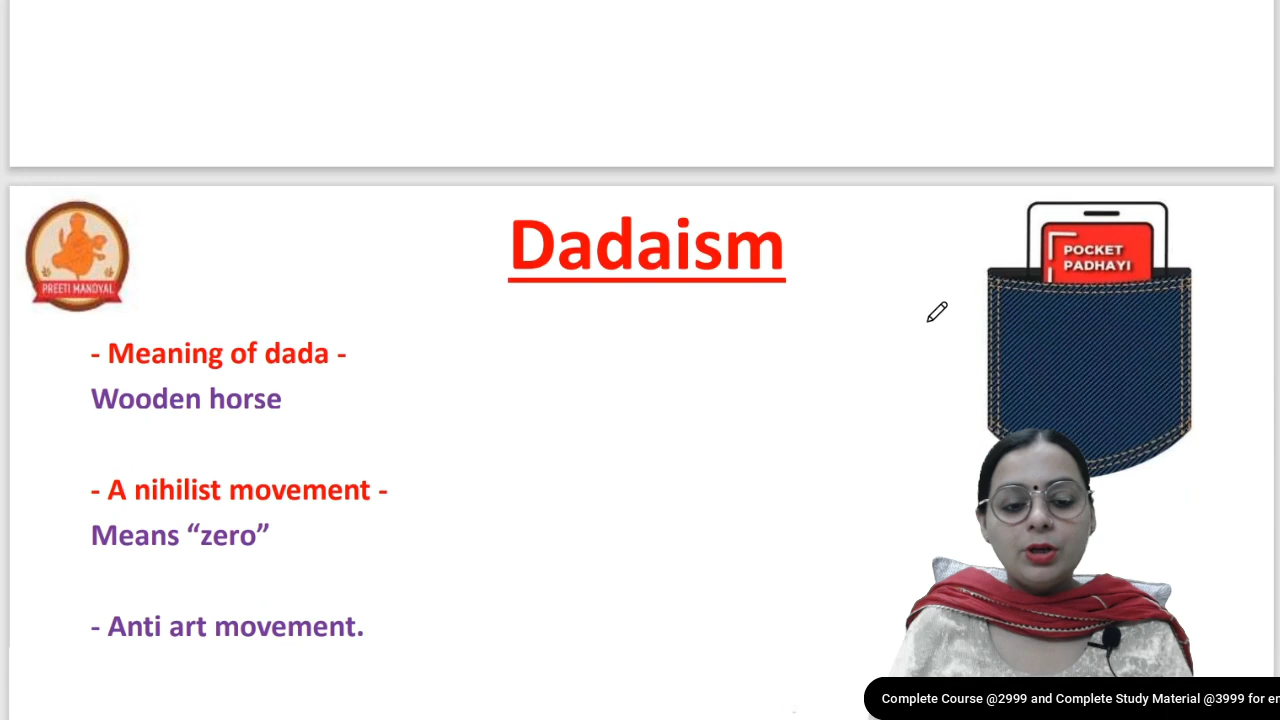 Dadaism
PREETI MANDYAL
POCKET
PADHAYI
- Meaning of dada -
Wooden horse
- A nihilist movement -
Means “zero”
- Anti art movement.
Complete Course @2999 and Complete Study Material @3999 for